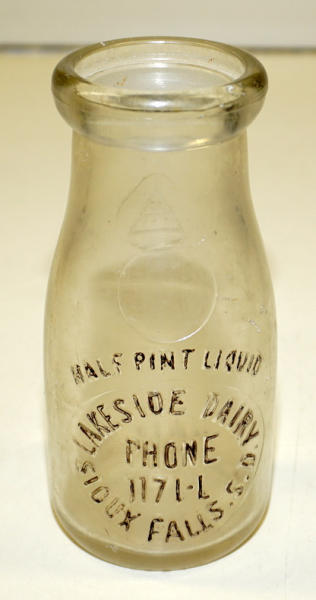 HALF PINT LIQUID
LAKESIDE DAIRY
PHONE
1171-L
SIOUX FALLS. S.D.